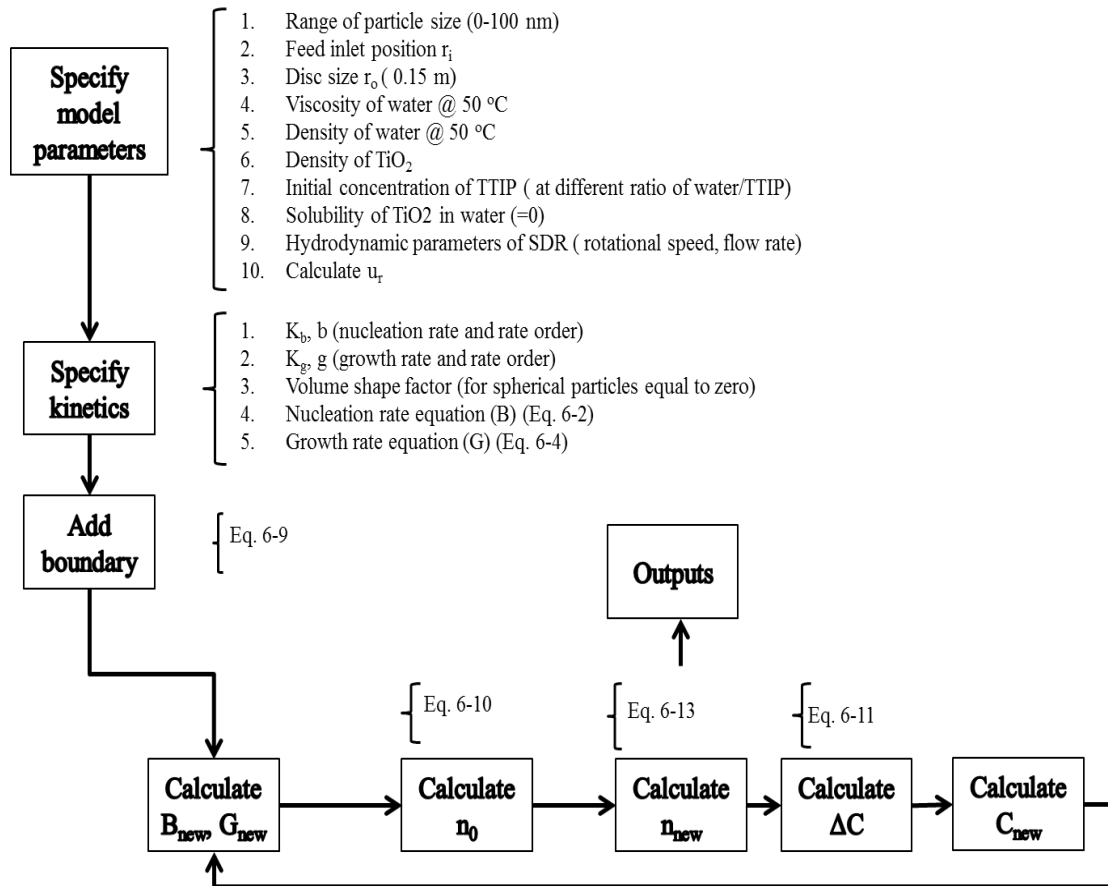 Specify
model
parameters
1. Range of particle size (0-100 nm)
2. Feed inlet position rᵢ
3. Disc size rₒ ( 0.15 m)
4. Viscosity of water @ 50 ᵒC
5. Density of water @ 50 ᵒC
6. Density of TiO₂
7. Initial concentration of TTIP ( at different ratio of water/TTIP)
8. Solubility of TiO2 in water (=0)
9. Hydrodynamic parameters of SDR ( rotational speed, flow rate)
10. Calculate uᵣ
Specify
kinetics
1. K_b, b (nucleation rate and rate order)
2. K_g, g (growth rate and rate order)
3. Volume shape factor (for spherical particles equal to zero)
4. Nucleation rate equation (B) (Eq. 6-2)
5. Growth rate equation (G) (Eq. 6-4)
Add
boundary
Eq. 6-9
Outputs
Eq. 6-10
Eq. 6-13
Eq. 6-11
Calculate
B_new, G_new
Calculate
n₀
Calculate
n_new
Calculate
ΔC
Calculate
C_new